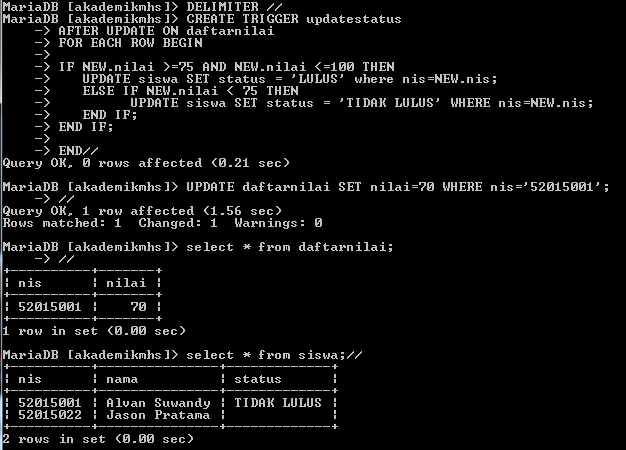 MariaDB [akademikmhs]> DELIMITER //
MariaDB [akademikmhs]> CREATE TRIGGER updatestatus
    -> AFTER UPDATE ON daftarnilai
    -> FOR EACH ROW BEGIN
    ->
    -> IF NEW.nilai >=75 AND NEW.nilai <=100 THEN
    ->    UPDATE siswa SET status = 'LULUS' where nis=NEW.nis;
    ->    ELSE IF NEW.nilai < 75 THEN
    ->          UPDATE siswa SET status = 'TIDAK LULUS' WHERE nis=NEW.nis;
    ->    END IF;
    -> END IF;
    ->
    -> END//
Query OK, 0 rows affected (0.21 sec)

MariaDB [akademikmhs]> UPDATE daftarnilai SET nilai=70 WHERE nis='52015001';
    -> //
Query OK, 1 row affected (1.56 sec)
Rows matched: 1  Changed: 1  Warnings: 0

MariaDB [akademikmhs]> select * from daftarnilai;
    -> //
+----------+-------+
| nis      | nilai |
+----------+-------+
| 52015001 |    70 |
+----------+-------+
1 row in set (0.00 sec)

MariaDB [akademikmhs]> select * from siswa;//
+----------+----------------+-------------+
| nis      | nama           | status      |
+----------+----------------+-------------+
| 52015001 | Alvan Suwandy  | TIDAK LULUS |
| 52015022 | Jason Pratama  |             |
+----------+----------------+-------------+
2 rows in set (0.00 sec)